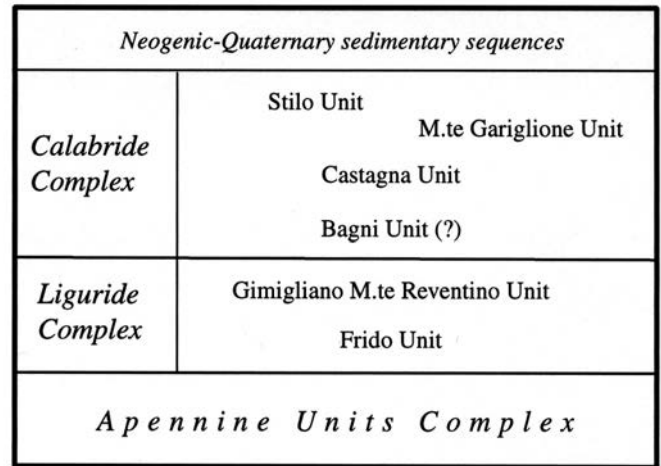 Neogenic-Quaternary sedimentary sequences
Calabride
Complex
Stilo Unit
M.te Gariglione Unit
Castagna Unit
Bagni Unit (?)
Liguride
Complex
Gimigliano M.te Reventino Unit
Frido Unit
Apennine Units Complex